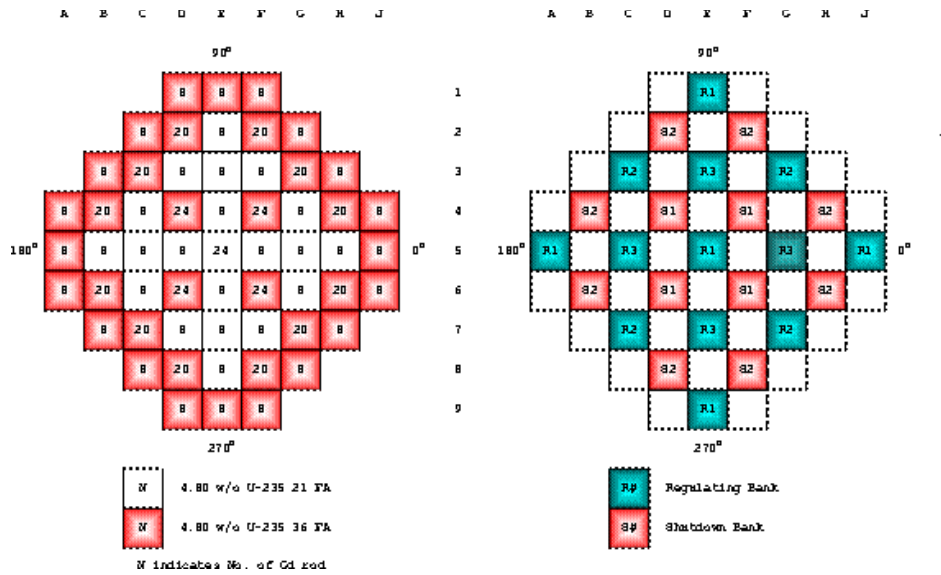 A B C D E F G H J A B C D E F G H J
90° 90°
8 8 8 1 R1
8 20 8 20 8 2 S2 S2
8 20 8 8 8 20 8 3 R2 R3 R2
8 20 8 24 8 24 8 20 8 4 S2 S1 S1 S2
180° 8 8 8 8 24 8 8 8 8 0° 5 180° R1 R3 R1 R3 R1 0°
8 20 8 24 8 24 8 20 8 6 S2 S1 S1 S2
8 20 8 8 8 20 8 7 R2 R3 R2
8 20 8 20 8 8 S2 S2
8 8 8 9 R1
270° 270°
N 4.80 w/o U-235 21 FA R# Regulating Bank
N 4.80 w/o U-235 36 FA S# Shutdown Bank
N indicates No. of Gd rod